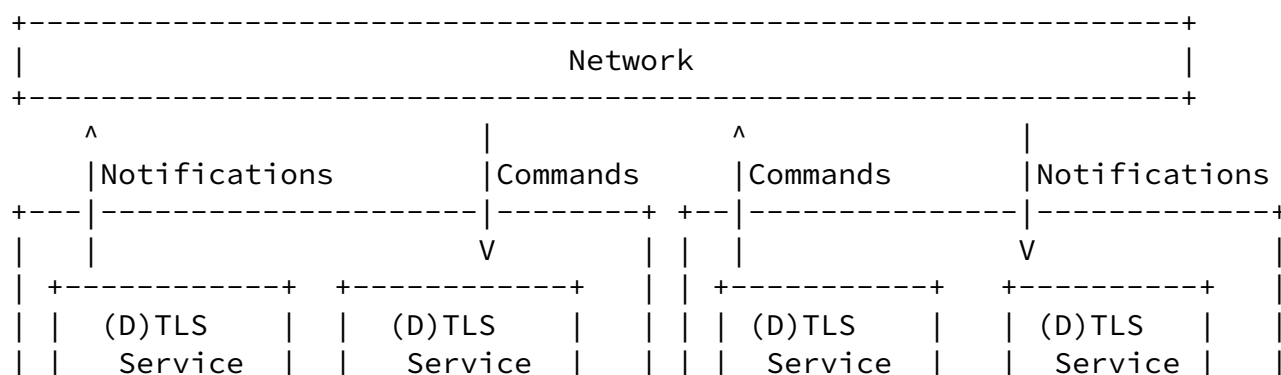 +----------------------------------------------------------------+
|                              Network                           |
+----------------------------------------------------------------+
    ^                     |             ^               |
    |Notifications        |Commands     |Commands       |Notifications
+---|---------------------|--------+ +--|---------------|-------------+
|   |                     V        | |  |               V             |
| +------------+  +------------+   | | +-----------+   +----------+   |
| |  (D)TLS    |  |  (D)TLS    |   | | | (D)TLS    |   | (D)TLS   |   |
| |   Service  |  |   Service  |   | | |  Service  |   |  Service |   |